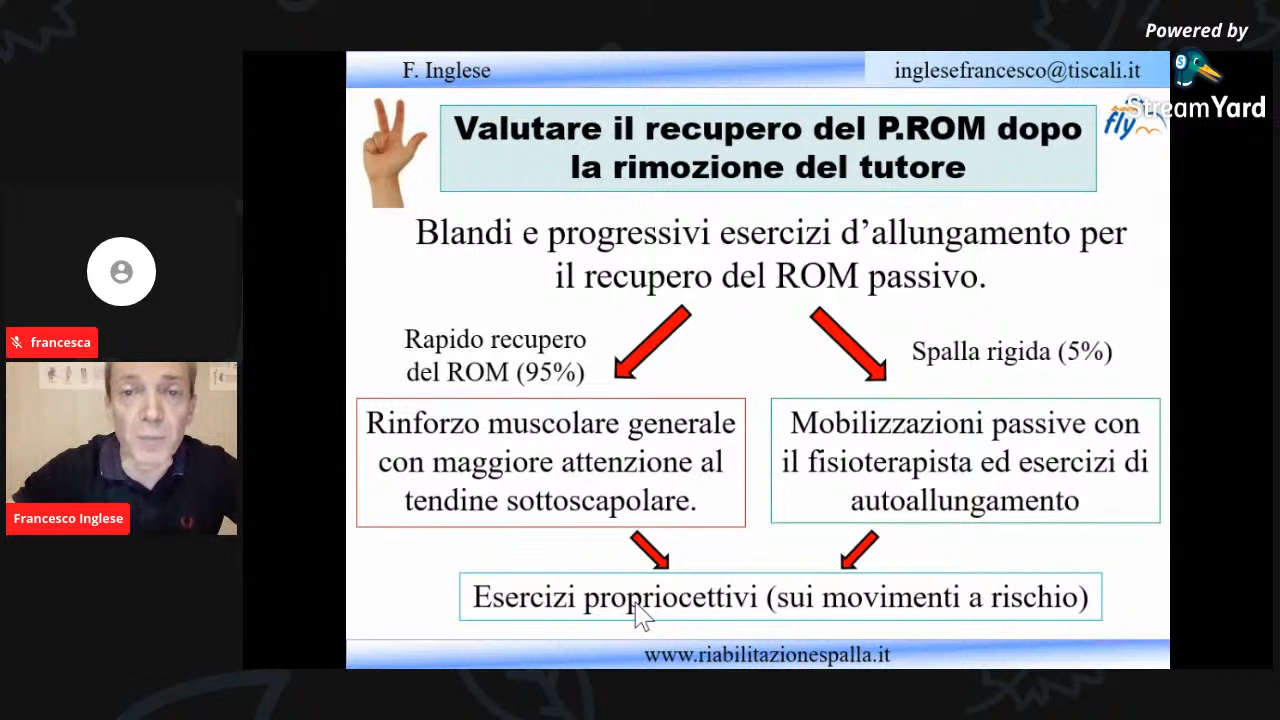 Powered by
StreamYard
F. Inglese
inglesefrancesco@tiscali.it
fly
Valutare il recupero del P.ROM dopo
la rimozione del tutore
Blandi e progressivi esercizi d’allungamento per
il recupero del ROM passivo.
Rapido recupero
del ROM (95%)
Spalla rigida (5%)
Rinforzo muscolare generale
con maggiore attenzione al
tendine sottoscapolare.
Mobilizzazioni passive con
il fisioterapista ed esercizi di
autoallungamento
Esercizi propriocettivi (sui movimenti a rischio)
www.riabilitazionespalla.it
francesca
Francesco Inglese